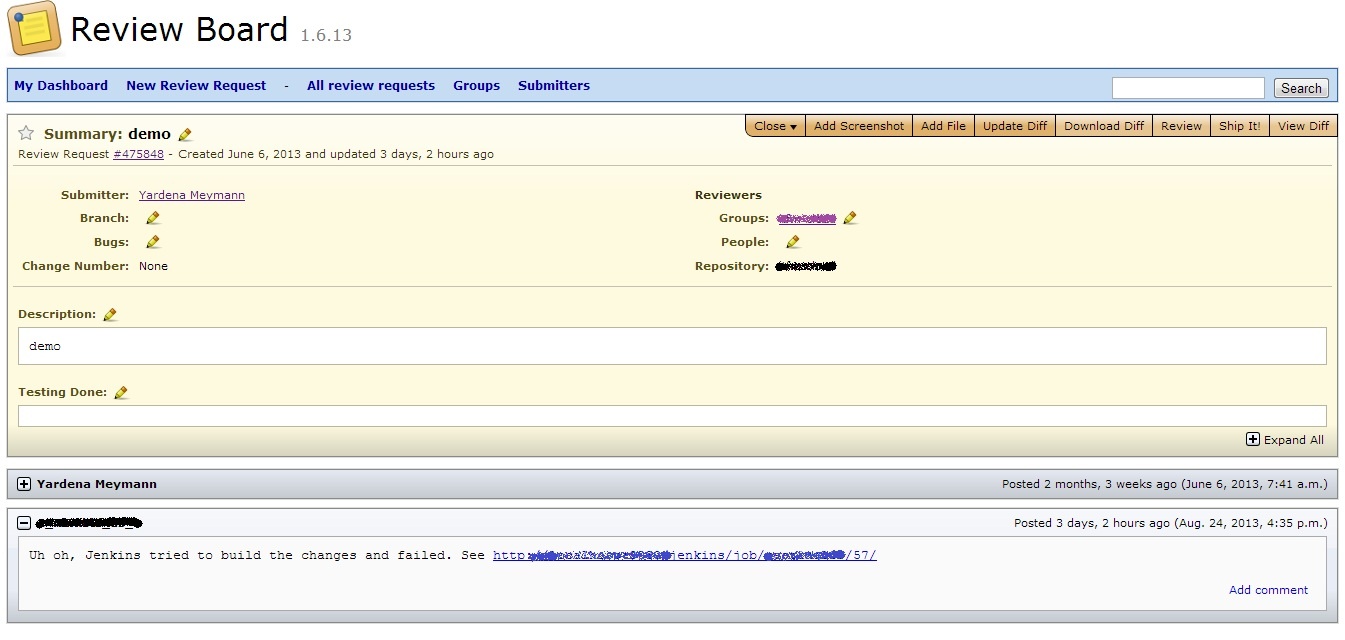 Review Board 1.6.13
My Dashboard New Review Request - All review requests Groups Submitters Search
Summary: demo Close ▾ Add Screenshot Add File Update Diff Download Diff Review Ship It! View Diff
Review Request #475848 - Created June 6, 2013 and updated 3 days, 2 hours ago
Submitter: Yardena Meymann Reviewers
Branch: Groups:
Bugs: People:
Change Number: None Repository:
Description:
demo
Testing Done:
Expand All
Yardena Meymann Posted 2 months, 3 weeks ago (June 6, 2013, 7:41 a.m.)
Posted 3 days, 2 hours ago (Aug. 24, 2013, 4:35 p.m.)
Uh oh, Jenkins tried to build the changes and failed. See http: jenkins/job/ /57/
Add comment